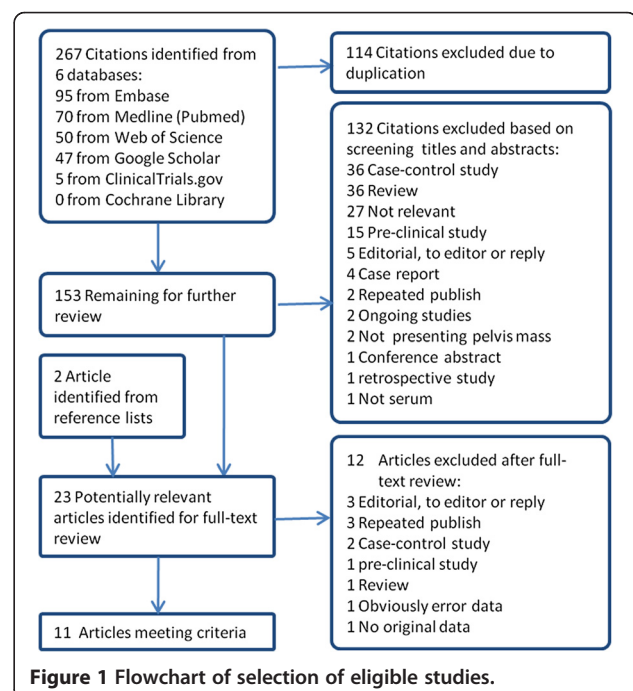 267 Citations identified from
6 databases:
95 from Embase
70 from Medline (Pubmed)
50 from Web of Science
47 from Google Scholar
5 from ClinicalTrials.gov
0 from Cochrane Library
114 Citations excluded due to
duplication
132 Citations excluded based on
screening titles and abstracts:
36 Case-control study
36 Review
27 Not relevant
15 Pre-clinical study
5 Editorial, to editor or reply
4 Case report
2 Repeated publish
2 Ongoing studies
2 Not presenting pelvis mass
1 Conference abstract
1 retrospective study
1 Not serum
153 Remaining for further
review
2 Article
identified from
reference lists
23 Potentially relevant
articles identified for full-text
review
12 Articles excluded after full-
text review:
3 Editorial, to editor or reply
3 Repeated publish
2 Case-control study
1 pre-clinical study
1 Review
1 Obviously error data
1 No original data
11 Articles meeting criteria
Figure 1 Flowchart of selection of eligible studies.